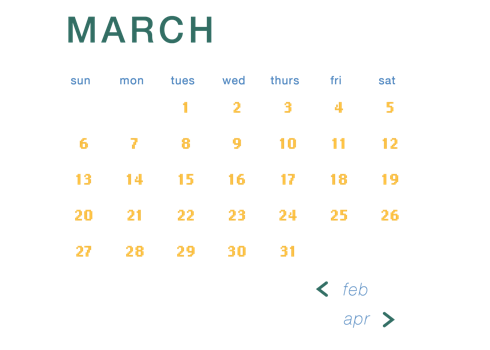 MARCH
sun mon tues wed thurs fri sat
1 2 3 4 5
6 7 8 9 10 11 12
13 14 15 16 17 18 19
20 21 22 23 24 25 26
27 28 29 30 31
feb
apr